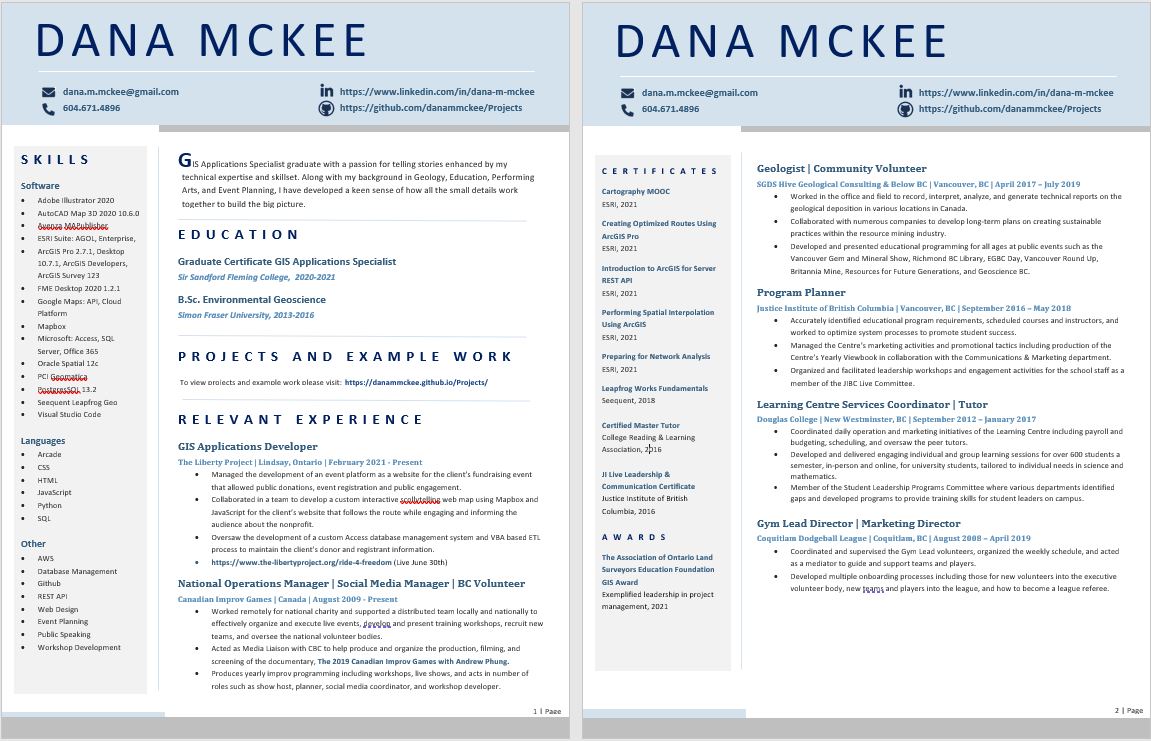 DANA MCKEE
dana.m.mckee@gmail.com
604.671.4896
https://www.linkedin.com/in/dana-m-mckee
https://github.com/danammckee/Projects
SKILLS
Software
• Adobe Illustrator 2020
• AutoCAD Map 3D 2020 10.6.0
• Avenza MAPublisher
• ESRI Suite: AGOL, Enterprise,
• ArcGIS Pro 2.7.1, Desktop
10.7.1, ArcGIS Developers,
ArcGIS Survey 123
• FME Desktop 2020 1.2.1
• Google Maps: API, Cloud
Platform
• Mapbox
• Microsoft: Access, SQL
Server, Office 365
• Oracle Spatial 12c
• PCI Geomatica
• PostgresSQL 13.2
• Seequent Leapfrog Geo
• Visual Studio Code
Languages
• Arcade
• CSS
• HTML
• JavaScript
• Python
• SQL
Other
• AWS
• Database Management
• Github
• REST API
• Web Design
• Event Planning
• Public Speaking
• Workshop Development
GIS Applications Specialist graduate with a passion for telling stories enhanced by my
technical expertise and skillset. Along with my background in Geology, Education, Performing
Arts, and Event Planning, I have developed a keen sense of how all the small details work
together to build the big picture.
EDUCATION
Graduate Certificate GIS Applications Specialist
Sir Sandford Fleming College, 2020-2021
B.Sc. Environmental Geoscience
Simon Fraser University, 2013-2016
PROJECTS AND EXAMPLE WORK
To view projects and example work please visit: https://danammckee.github.io/Projects/
RELEVANT EXPERIENCE
GIS Applications Developer
The Liberty Project | Lindsay, Ontario | February 2021 - Present
• Managed the development of an event platform as a website for the client's fundraising event
that allowed public donations, event registration and public engagement.
• Collaborated in a team to develop a custom interactive scollytelling web map using Mapbox and
JavaScript for the client's website that follows the route while engaging and informing the
audience about the nonprofit.
• Oversaw the development of a custom Access database management system and VBA based ETL
process to maintain the client's donor and registrant information.
• https://www.the-libertyproject.org/ride-4-freedom (Live June 30th)
National Operations Manager | Social Media Manager | BC Volunteer
Canadian Improv Games | Canada | August 2009 - Present
• Worked remotely for national charity and supported a distributed team locally and nationally to
effectively organize and execute live events, develop and present training workshops, recruit new
teams, and oversee the national volunteer bodies.
• Acted as Media Liaison with CBC to help produce and organize the production, filming, and
screening of the documentary, The 2019 Canadian Improv Games with Andrew Phung.
• Produces yearly improv programming including workshops, live shows, and acts in number of
roles such as show host, planner, social media coordinator, and workshop developer.
1 | Page
DANA MCKEE
dana.m.mckee@gmail.com
604.671.4896
https://www.linkedin.com/in/dana-m-mckee
https://github.com/danammckee/Projects
CERTIFICATES
Cartography MOOC
ESRI, 2021
Creating Optimized Routes Using
ArcGIS Pro
ESRI, 2021
Introduction to ArcGIS for Server
REST API
ESRI, 2021
Performing Spatial Interpolation
Using ArcGIS
ESRI, 2021
Preparing for Network Analysis
ESRI, 2021
Leapfrog Works Fundamentals
Seequent, 2018
Certified Master Tutor
College Reading & Learning
Association, 2016
JI Live Leadership &
Communication Certificate
Justice Institute of British
Columbia, 2016
AWARDS
The Association of Ontario Land
Surveyors Education Foundation
GIS Award
Exemplified leadership in project
management, 2021
Geologist | Community Volunteer
SGDS Hive Geological Consulting & Below BC | Vancouver, BC | April 2017 – July 2019
• Worked in the office and field to record, interpret, analyze, and generate technical reports on the
geological deposition in various locations in Canada.
• Collaborated with numerous companies to develop long-term plans on creating sustainable
practices within the resource mining industry.
• Developed and presented educational programming for all ages at public events such as the
Vancouver Gem and Mineral Show, Richmond BC Library, EGBC Day, Vancouver Round Up,
Britannia Mine, Resources for Future Generations, and Geoscience BC.
Program Planner
Justice Institute of British Columbia | Vancouver, BC | September 2016 – May 2018
• Accurately identified educational program requirements, scheduled courses and instructors, and
worked to optimize system processes to promote student success.
• Managed the Centre's marketing activities and promotional tactics including production of the
Centre's Yearly Viewbook in collaboration with the Communications & Marketing department.
• Organized and facilitated leadership workshops and engagement activities for the school staff as a
member of the JIBC Live Committee.
Learning Centre Services Coordinator | Tutor
Douglas College | New Westminster, BC | September 2012 – January 2017
• Coordinated daily operation and marketing initiatives of the Learning Centre including payroll and
budgeting, scheduling, and oversaw the peer tutors.
• Developed and delivered engaging individual and group learning sessions for over 600 students a
semester, in-person and online, for university students, tailored to individual needs in science and
mathematics.
• Member of the Student Leadership Programs Committee where various departments identified
gaps and developed programs to provide training skills for student leaders on campus.
Gym Lead Director | Marketing Director
Coquitlam Dodgeball League | Coquitlam, BC | August 2008 – April 2019
• Coordinated and supervised the Gym Lead volunteers, organized the weekly schedule, and acted
as a mediator to guide and support teams and players.
• Developed multiple onboarding processes including those for new volunteers into the executive
volunteer body, new teams and players into the league, and how to become a league referee.
2 | Page